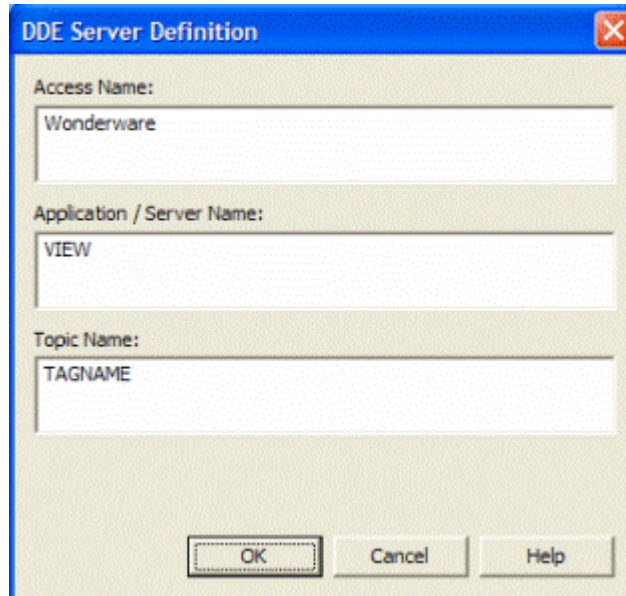 DDE Server Definition
Access Name:
Wonderware
Application / Server Name:
VIEW
Topic Name:
TAGNAME
OK Cancel Help